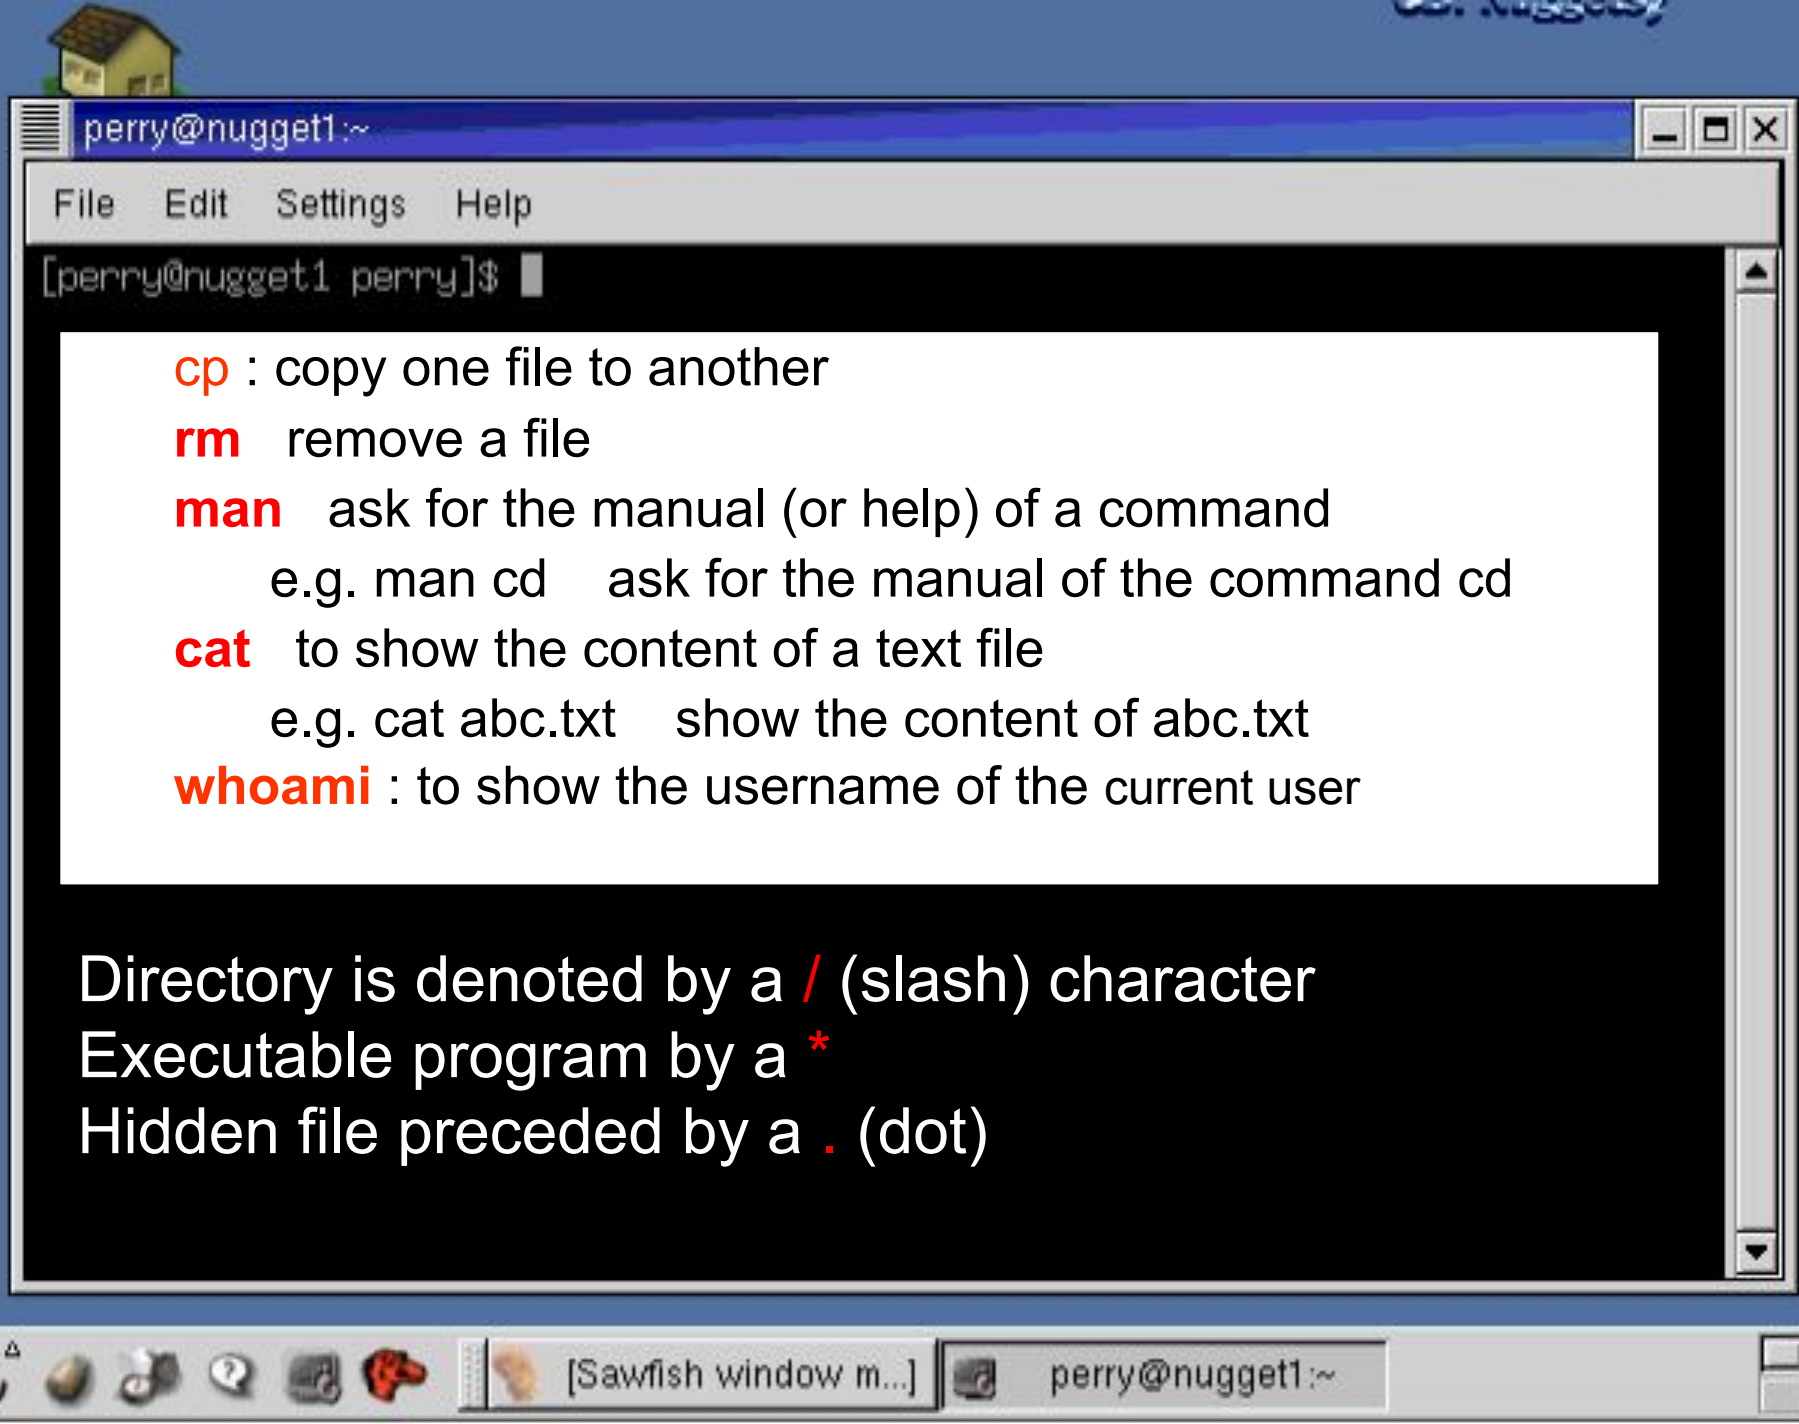 perry@nugget1:~
File Edit Settings Help
[perry@nugget1 perry]$
cp : copy one file to another
rm remove a file
man ask for the manual (or help) of a command
e.g. man cd ask for the manual of the command cd
cat to show the content of a text file
e.g. cat abc.txt show the content of abc.txt
whoami : to show the username of the current user
Directory is denoted by a / (slash) character
Executable program by a *
Hidden file preceded by a . (dot)
[Sawfish window m...] perry@nugget1:~